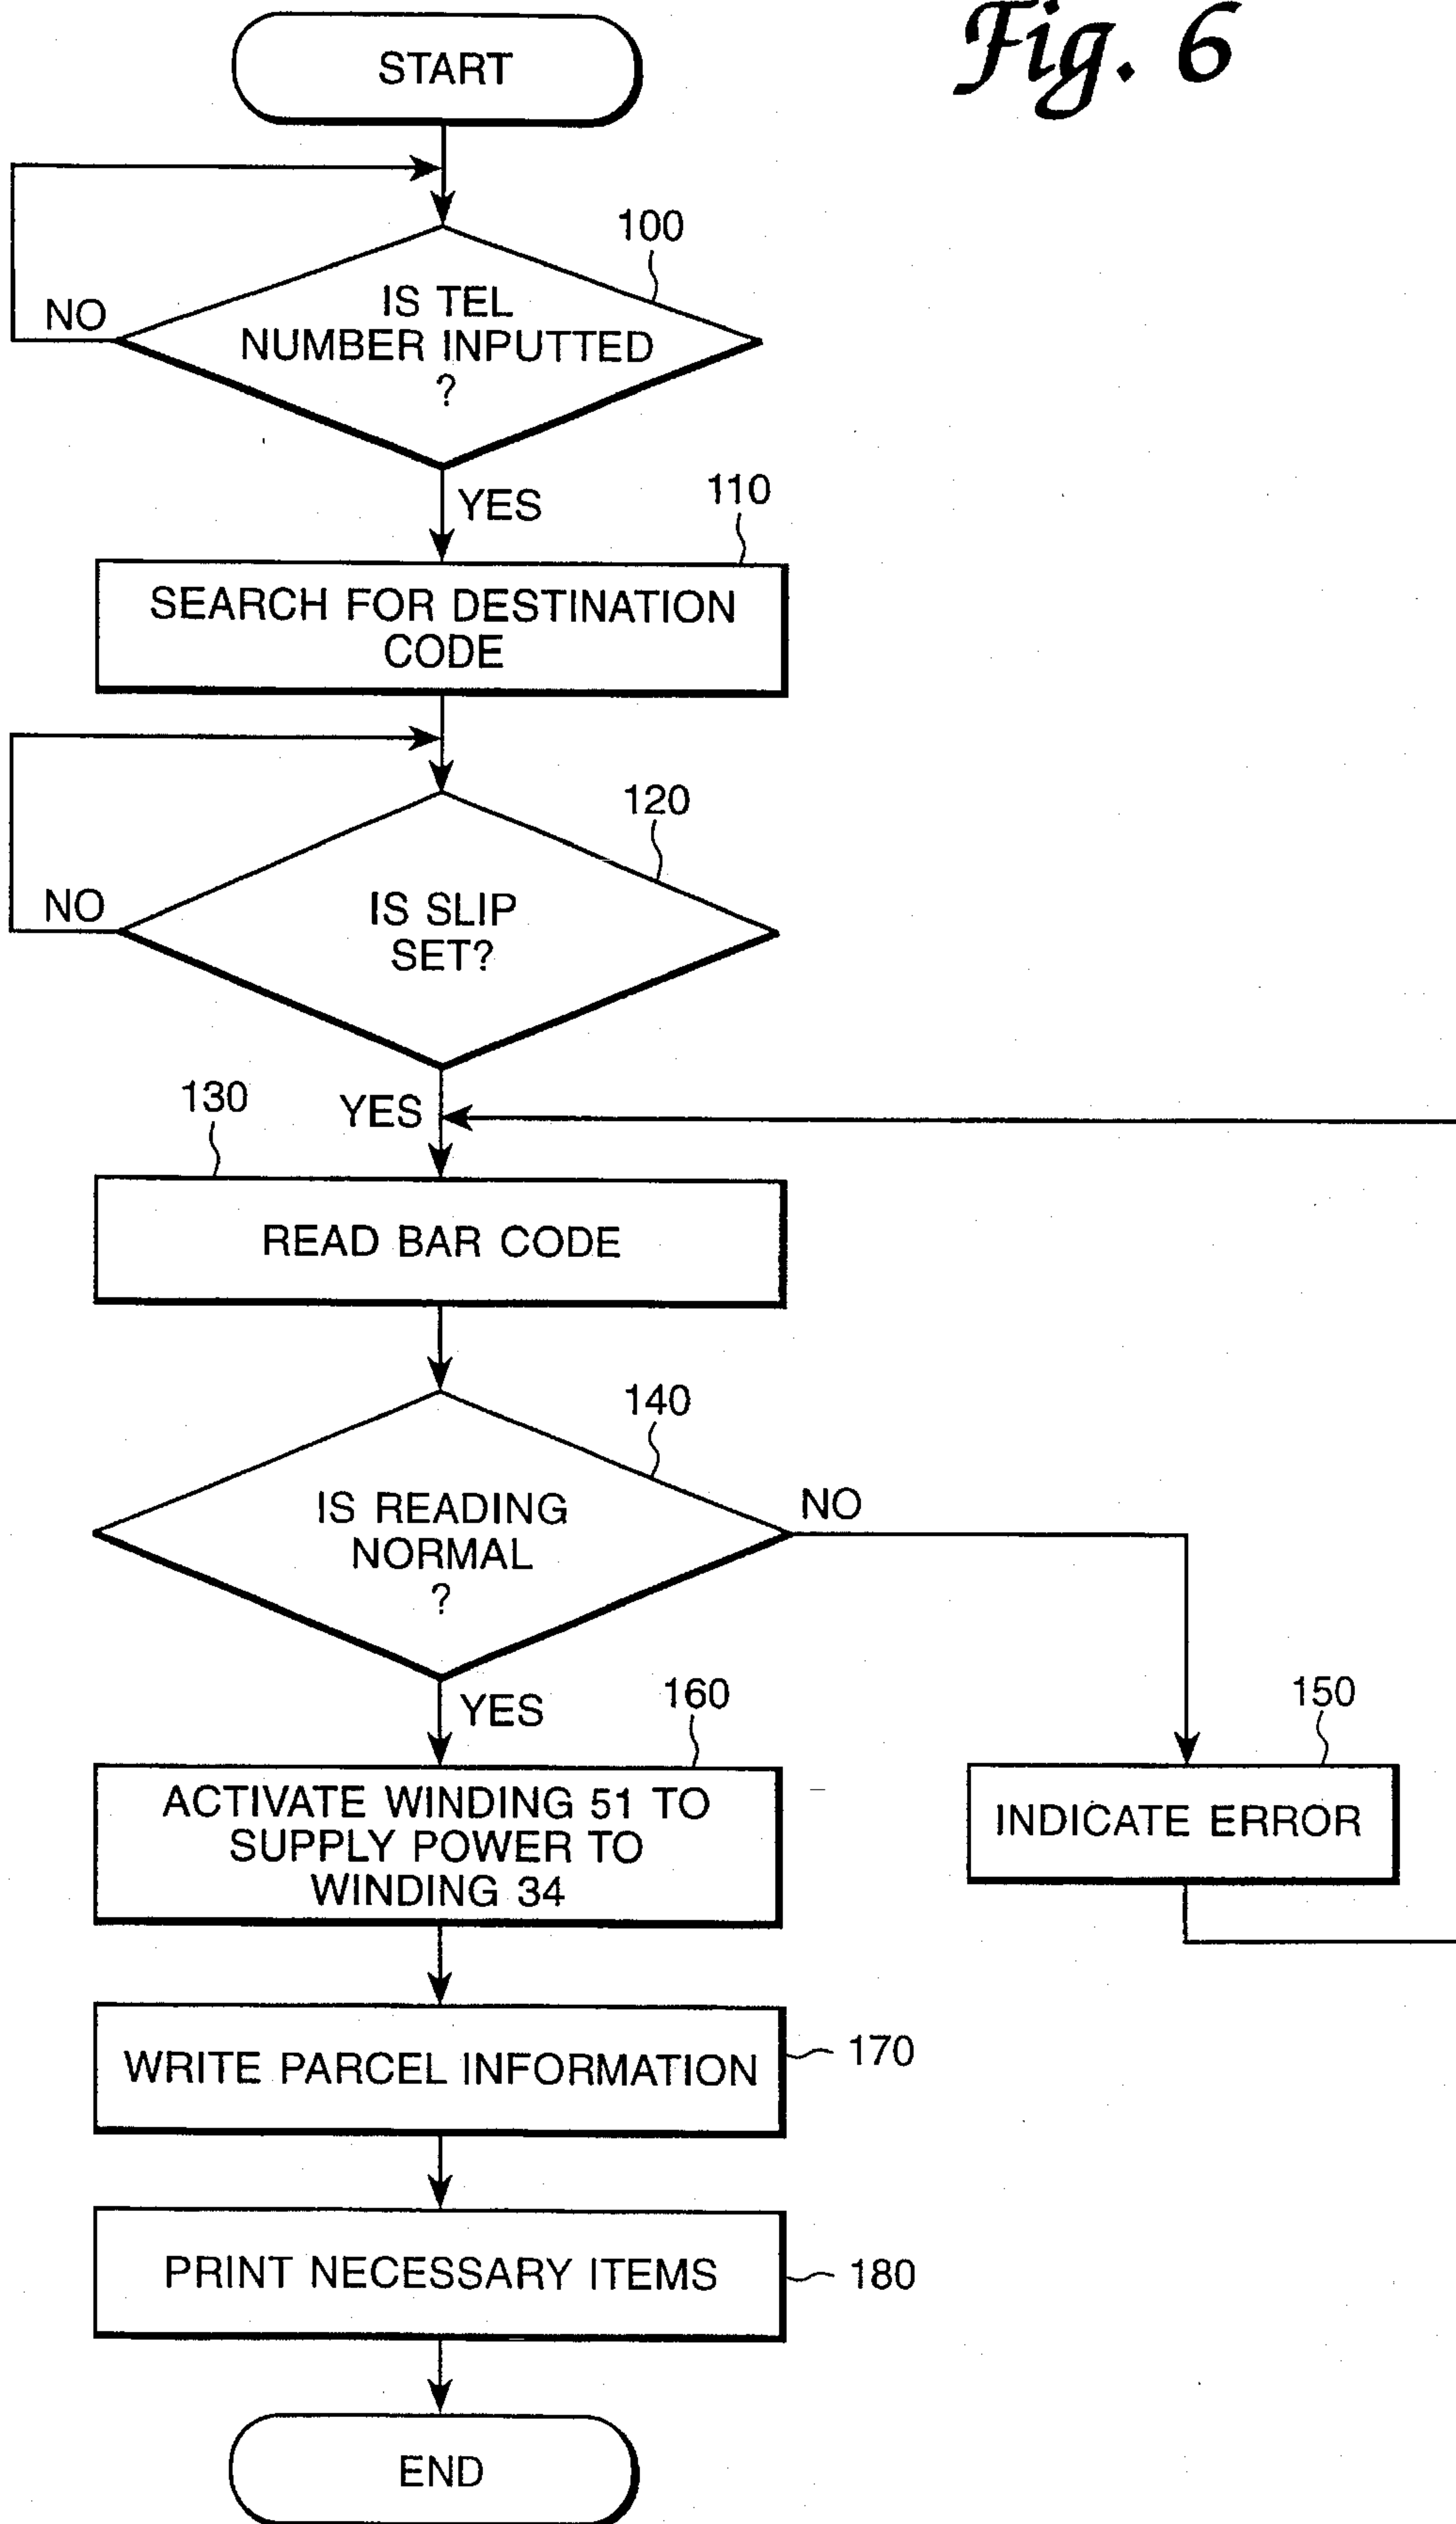 Fig. 6
START
100
IS TEL
NUMBER INPUTTED
?
NO
YES
110
SEARCH FOR DESTINATION
CODE
120
IS SLIP
SET?
NO
YES
130
READ BAR CODE
140
IS READING
NORMAL
?
NO
YES
160
ACTIVATE WINDING 51 TO
SUPPLY POWER TO
WINDING 34
150
INDICATE ERROR
WRITE PARCEL INFORMATION
170
PRINT NECESSARY ITEMS
180
END